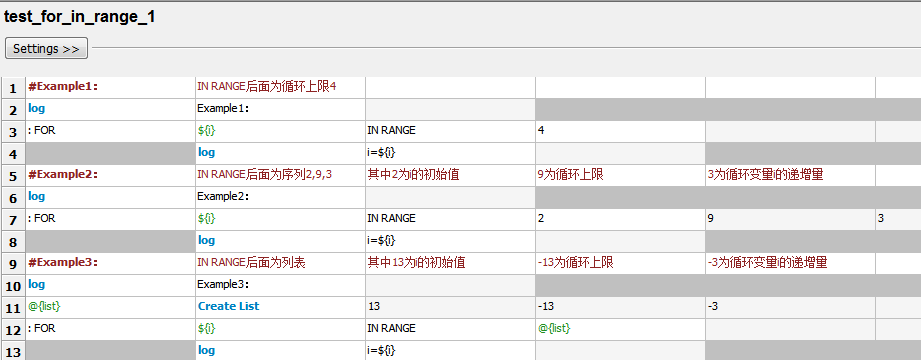 test_for_in_range_1
Settings >>
1 #Example1: IN RANGE后面为循环上限4
2 log Example1:
3 : FOR ${i} IN RANGE 4
4 log i=${i}
5 #Example2: IN RANGE后面为序列2,9,3 其中2为i的初始值 9为循环上限 3为循环变量i的递增量
6 log Example2:
7 : FOR ${i} IN RANGE 2 9 3
8 log i=${i}
9 #Example3: IN RANGE后面为列表 其中13为i的初始值 -13为循环上限 -3为循环变量i的递增量
10 log Example3:
11 @{list} Create List 13 -13 -3
12 : FOR ${i} IN RANGE @{list}
13 log i=${i}